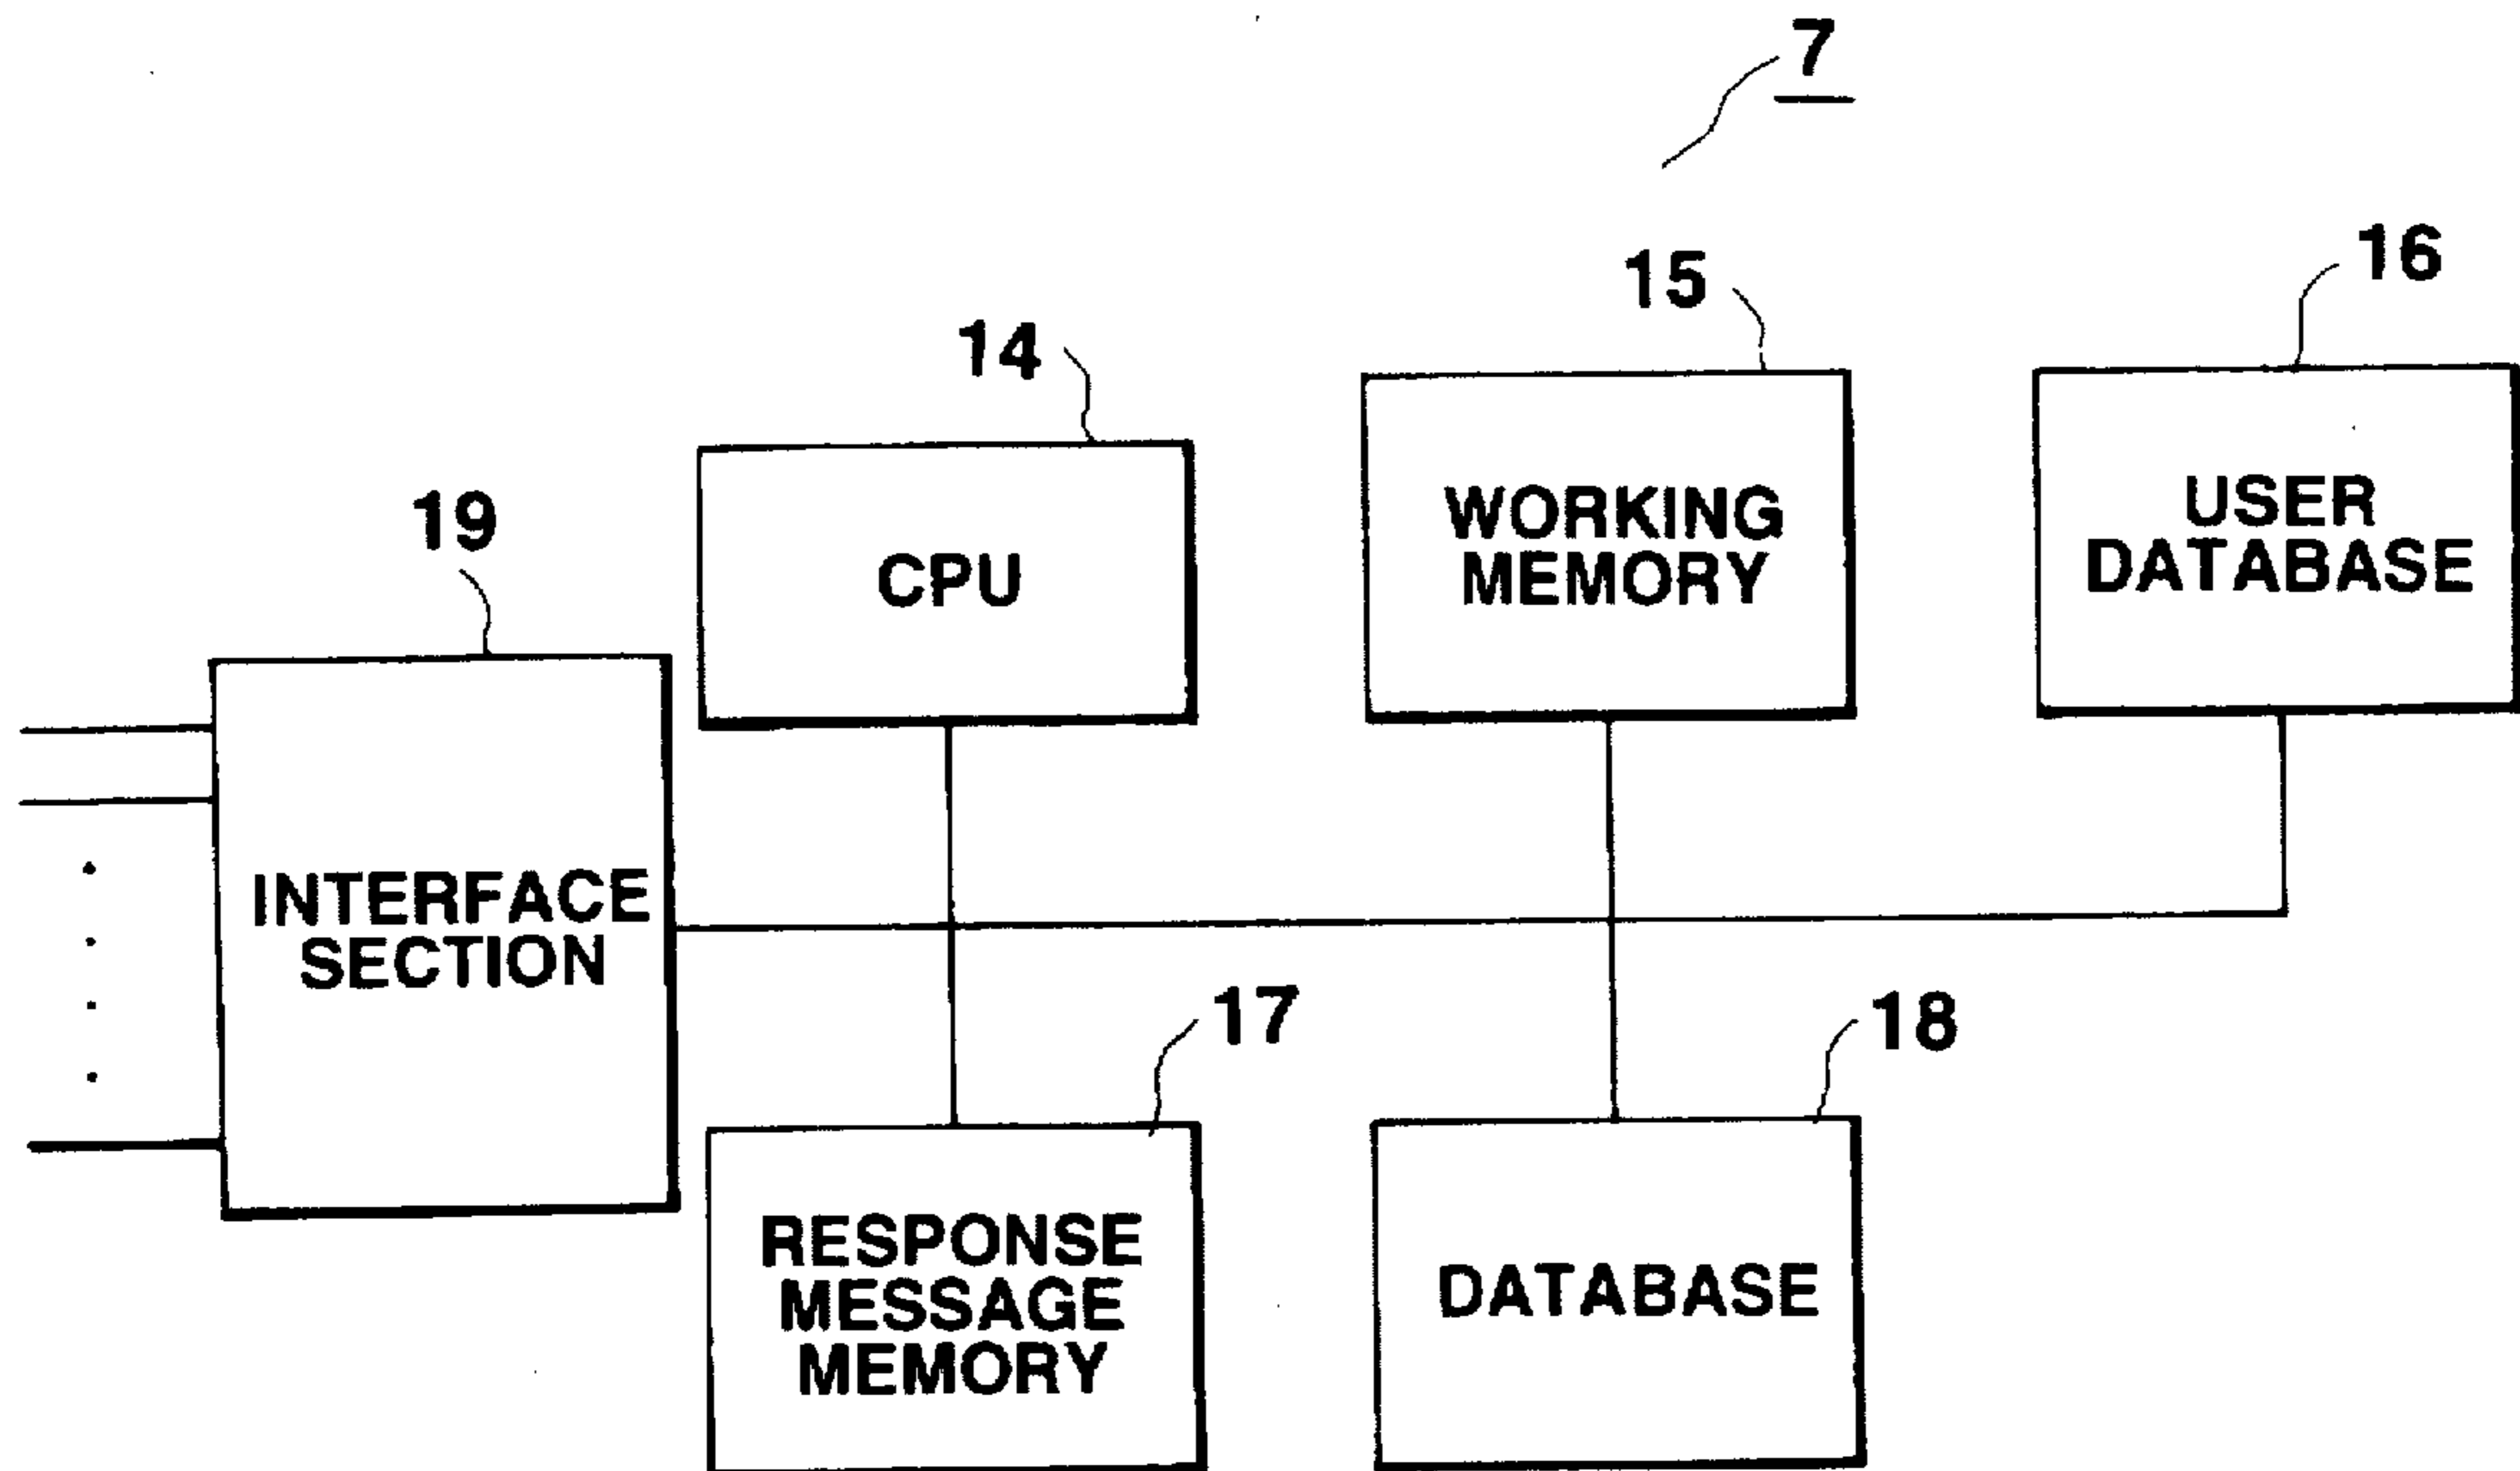 7
15
16
14
19
CPU
WORKING
MEMORY
USER
DATABASE
INTERFACE
SECTION
17
18
RESPONSE
MESSAGE
MEMORY
DATABASE